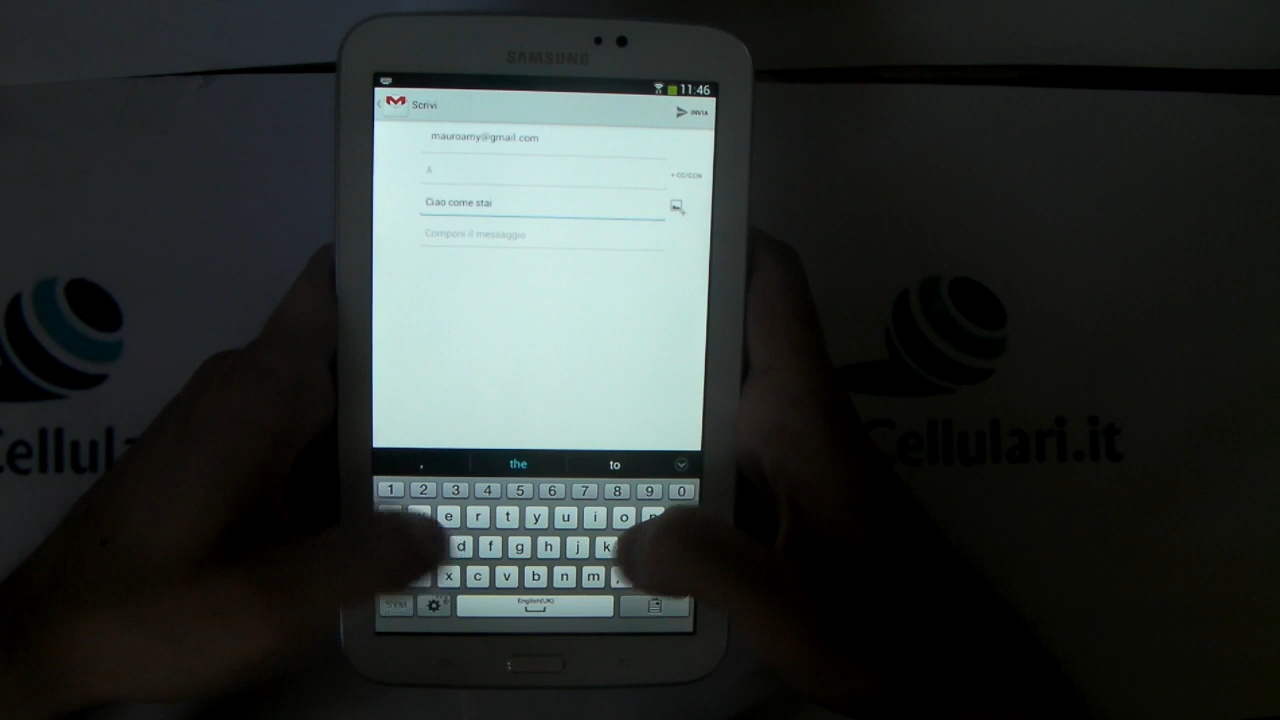 SAMSUNG
11:46
Scrivi
INVIA
mauroamy@gmail.com
A
+ CC/CCN
Ciao come stai
Componi il messaggio
, the to
1 2 3 4 5 6 7 8 9 0
e r t y u i o p
d f g h j k
x c v b n m ,
SYM English(UK)
Cellula
Cellulari.it